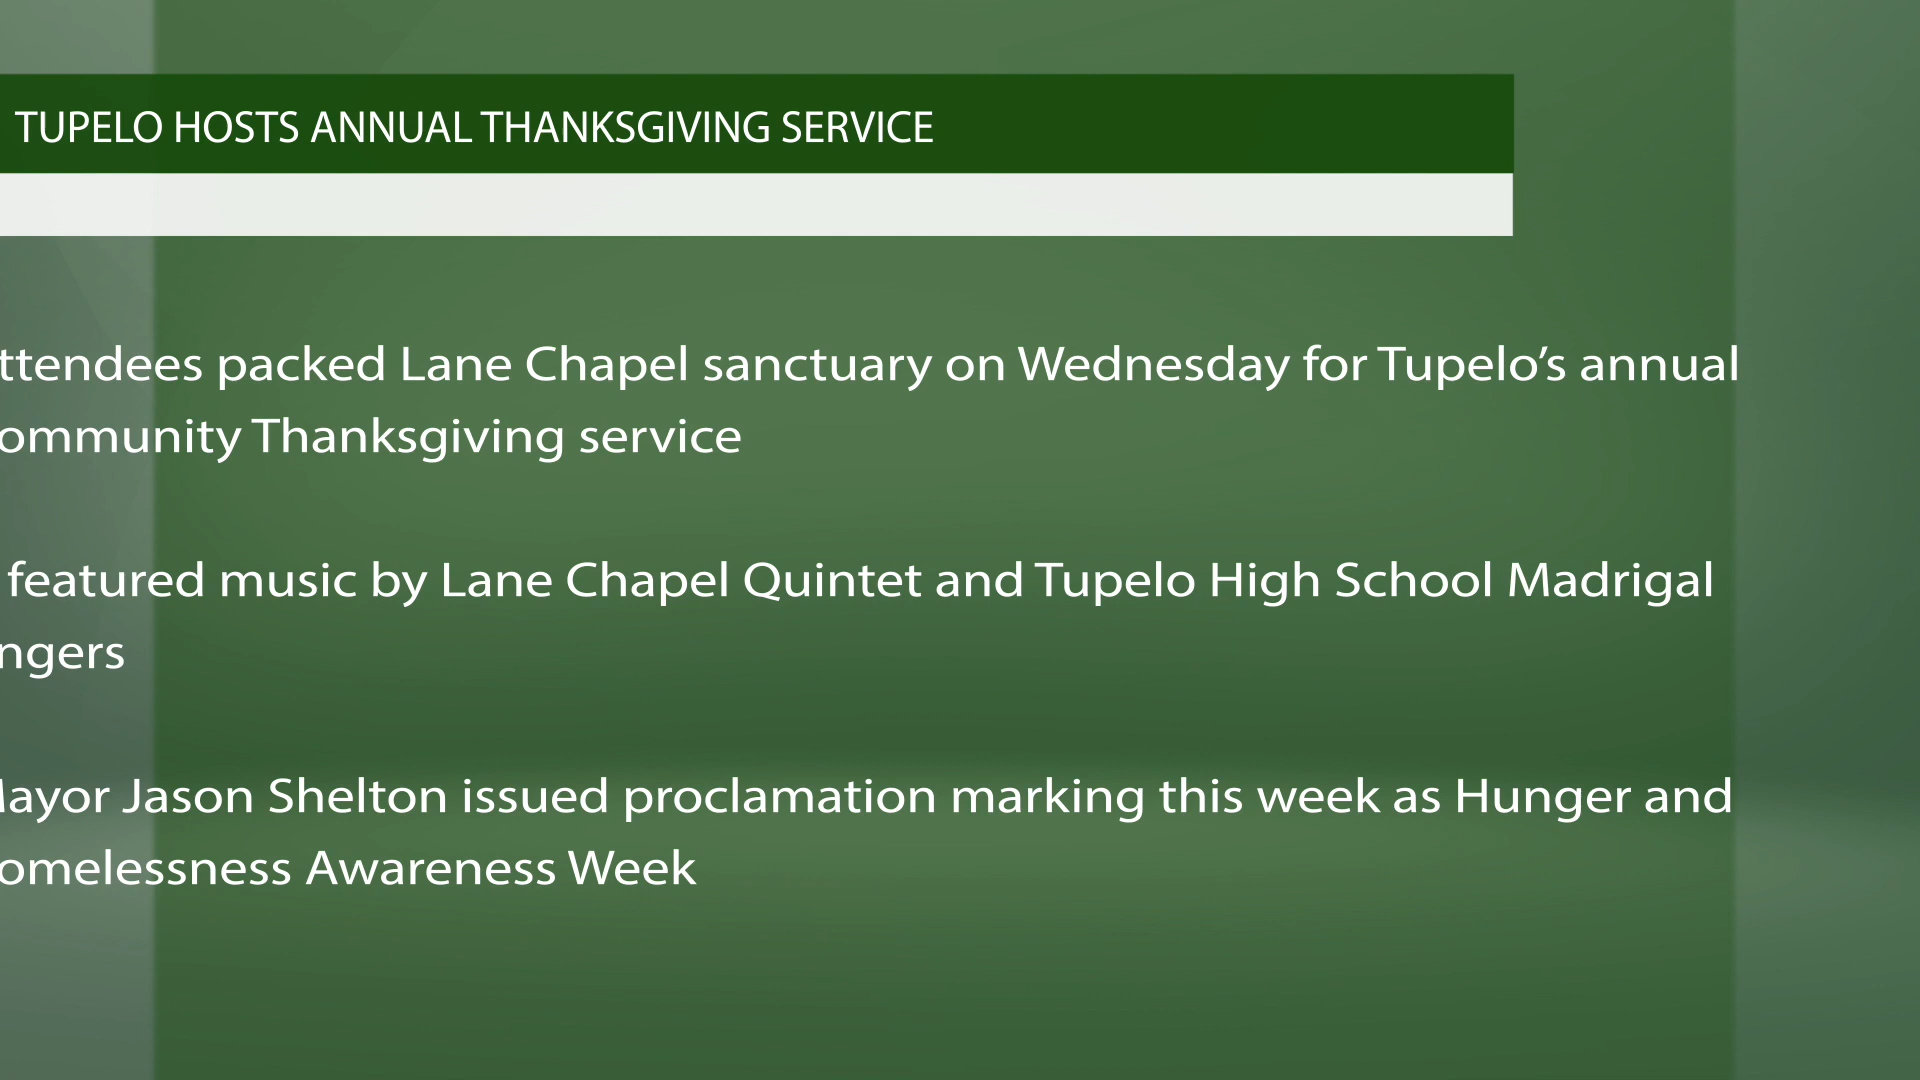 TUPELO HOSTS ANNUAL THANKSGIVING SERVICE
ttendees packed Lane Chapel sanctuary on Wednesday for Tupelo’s annual
ommunity Thanksgiving service
featured music by Lane Chapel Quintet and Tupelo High School Madrigal
ngers
ayor Jason Shelton issued proclamation marking this week as Hunger and
omelessness Awareness Week